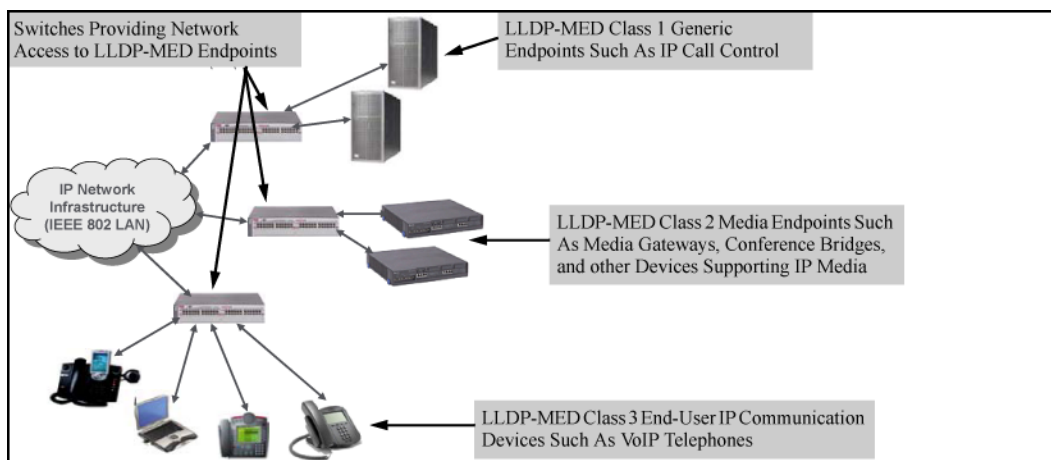 Switches Providing Network
Access to LLDP-MED Endpoints
LLDP-MED Class 1 Generic
Endpoints Such As IP Call Control
IP Network
Infrastructure
(IEEE 802 LAN)
LLDP-MED Class 2 Media Endpoints Such
As Media Gateways, Conference Bridges,
and other Devices Supporting IP Media
LLDP-MED Class 3 End-User IP Communication
Devices Such As VoIP Telephones